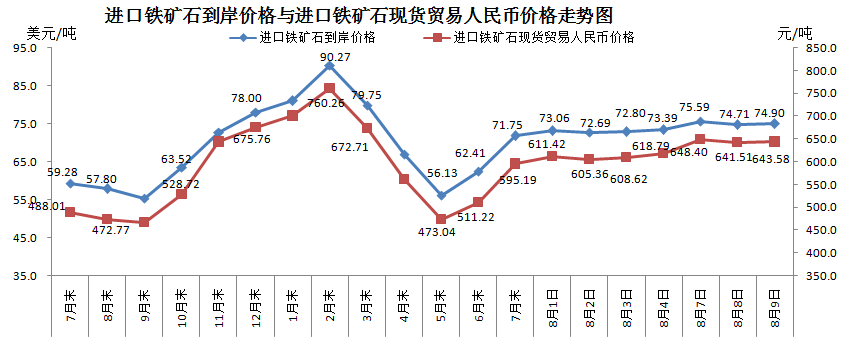 进口铁矿石到岸价格与进口铁矿石现货贸易人民币价格走势图
美元/吨
元/吨
进口铁矿石到岸价格
进口铁矿石现货贸易人民币价格
95.0
85.0
75.0
65.0
55.0
45.0
35.0
850.0
800.0
750.0
700.0
650.0
600.0
550.0
500.0
450.0
400.0
350.0
59.28
57.80
63.52
78.00
90.27
79.75
56.13
62.41
71.75
73.06
72.69
72.80
73.39
75.59
74.71
74.90
488.01
472.77
528.72
675.76
760.26
672.71
473.04
511.22
595.19
611.42
605.36
608.62
618.79
648.40
641.51
643.58
7月末
8月末
9月末
10月末
11月末
12月末
1月末
2月末
3月末
4月末
5月末
6月末
7月末
8月1日
8月2日
8月3日
8月4日
8月7日
8月8日
8月9日